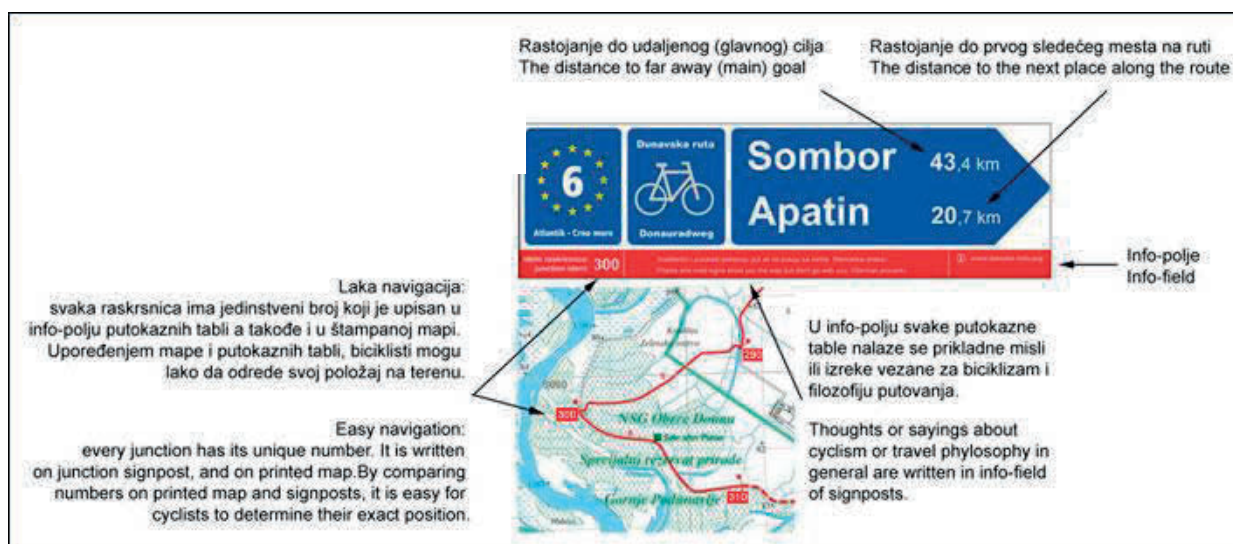 Rastojanje do udaljenog (glavnog) cilja
The distance to far away (main) goal
Rastojanje do prvog sledećeg mesta na ruti
The distance to the next place along the route
6
Atlantik - Crno more
Dunavska ruta
Donauradweg
Sombor 43,4 km
Apatin 20,7 km
300
Info-polje
Info-field
Laka navigacija:
svaka raskrsnica ima jedinstveni broj koji je upisan u
info-polju putokaznih tabli a takođe i u štampanoj mapi.
Upoređenjem mape i putokaznih tabli, biciklisti mogu
lako da odrede svoj položaj na terenu.
Easy navigation:
every junction has its unique number. It is written
on junction signpost, and on printed map.By comparing
numbers on printed map and signposts, it is easy for
cyclists to determine their exact position.
290
300
NSG Obere Donau
Specijalni rezervat prirode
Gornje Podunavlje
310
U info-polju svake putokazne
table nalaze se prikladne misli
ili izreke vezane za biciklizam i
filozofiju putovanja.
Thoughts or sayings about
cyclism or travel phylosophy in
general are written in info-field
of signposts.